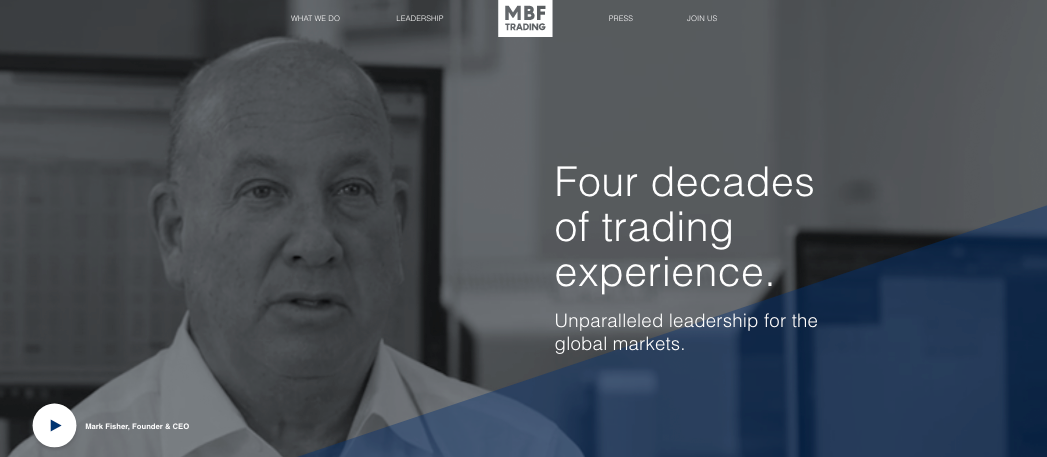 WHAT WE DO
LEADERSHIP
MBF
TRADING
PRESS
JOIN US
Four decades
of trading
experience.
Unparalleled leadership for the
global markets.
Mark Fisher, Founder & CEO